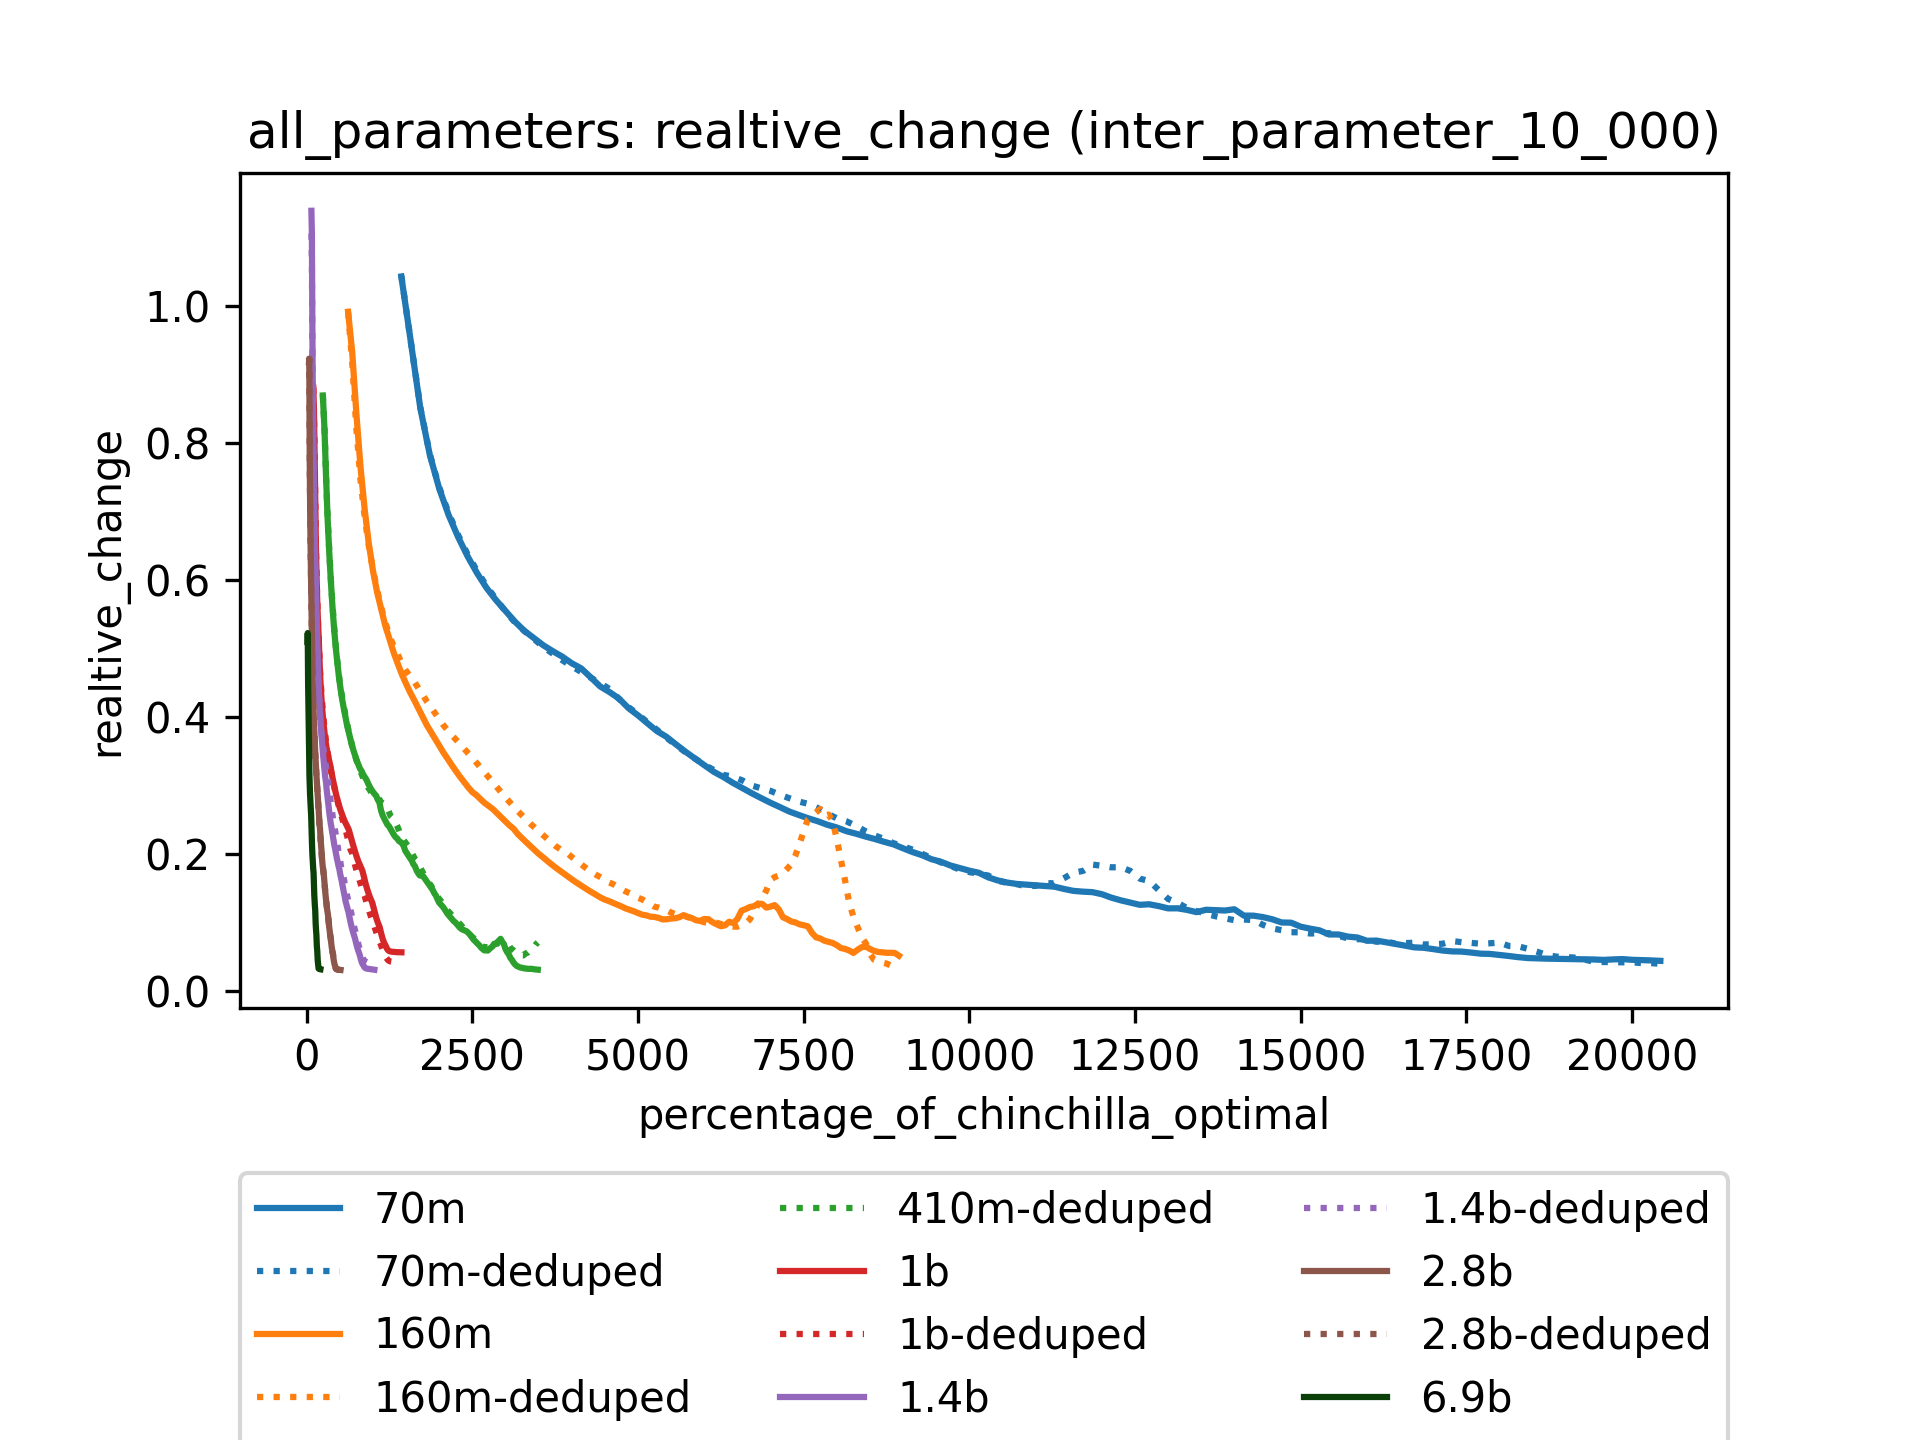 all_parameters: realtive_change (inter_parameter_10_000)
realtive_change
1.0
0.8
0.6
0.4
0.2
0.0
0 2500 5000 7500 10000 12500 15000 17500 20000
percentage_of_chinchilla_optimal
70m
70m-deduped
160m
160m-deduped
410m-deduped
1b
1b-deduped
1.4b
1.4b-deduped
2.8b
2.8b-deduped
6.9b